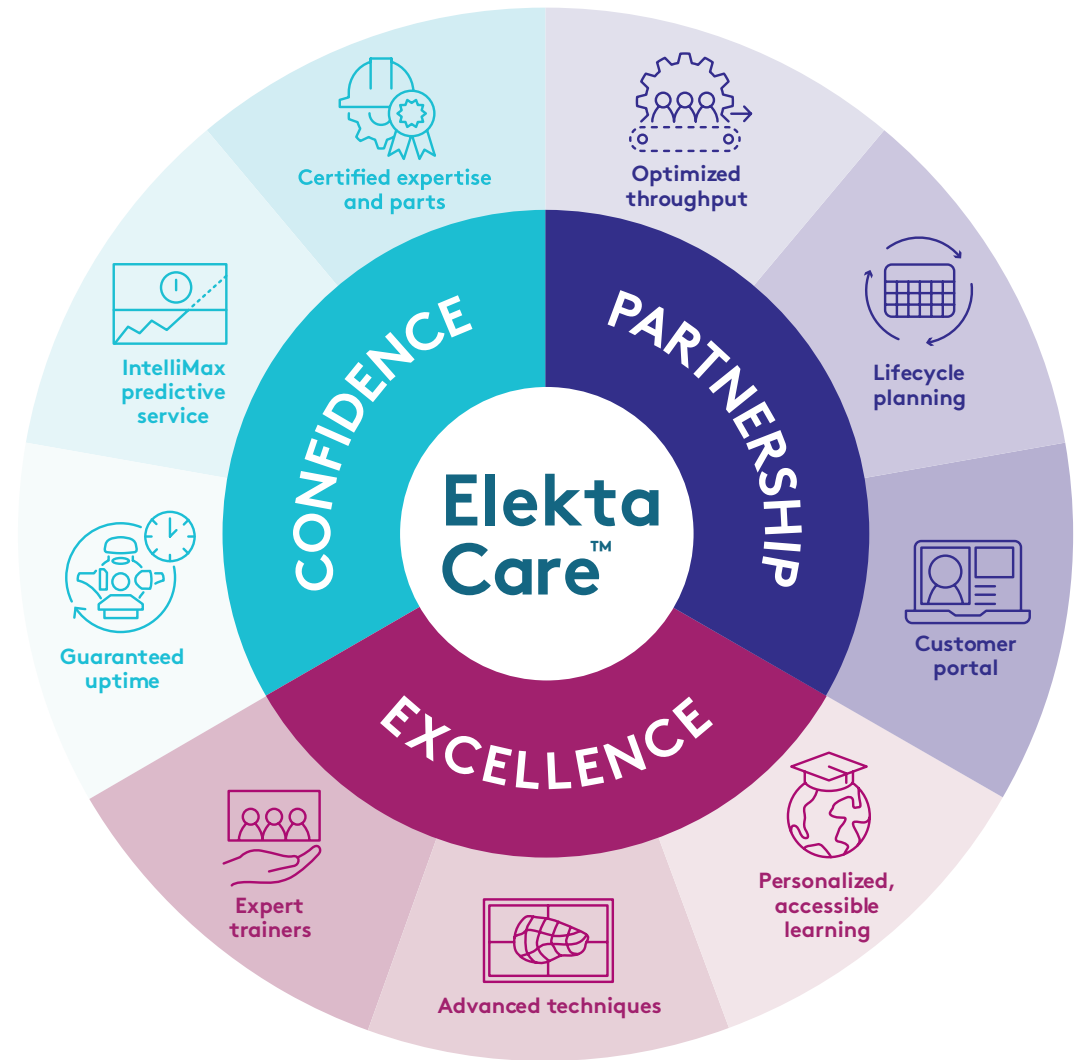 Elekta
Care™
CONFIDENCE
PARTNERSHIP
EXCELLENCE
Certified expertise
and parts
Optimized
throughput
Lifecycle
planning
Customer
portal
Personalized,
accessible
learning
Advanced techniques
Expert
trainers
Guaranteed
uptime
IntelliMax
predictive
service